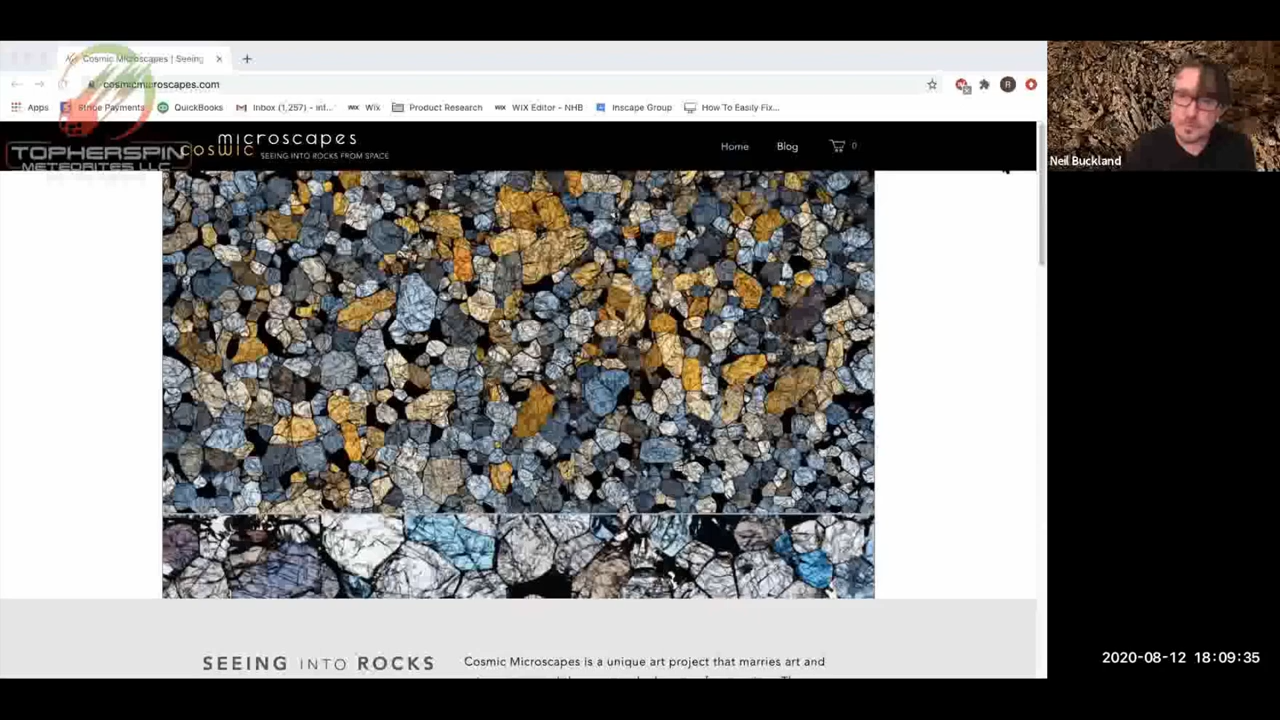 Cosmic Microscapes | Seeing
cosmicmicroscapes.com
Apps
Stripe Payments
QuickBooks
Inbox (1,257) - inf...
WIX Wix
Product Research
WIX WIX Editor - NHB
Inscape Group
How To Easily Fix...
R
TOPHERSPIN
METEORITES LLC
microscapes
cosmic SEEING INTO ROCKS FROM SPACE
Home
Blog
0
Neil Buckland
SEEING INTO ROCKS
Cosmic Microscapes is a unique art project that marries art and
2020-08-12 18:09:35